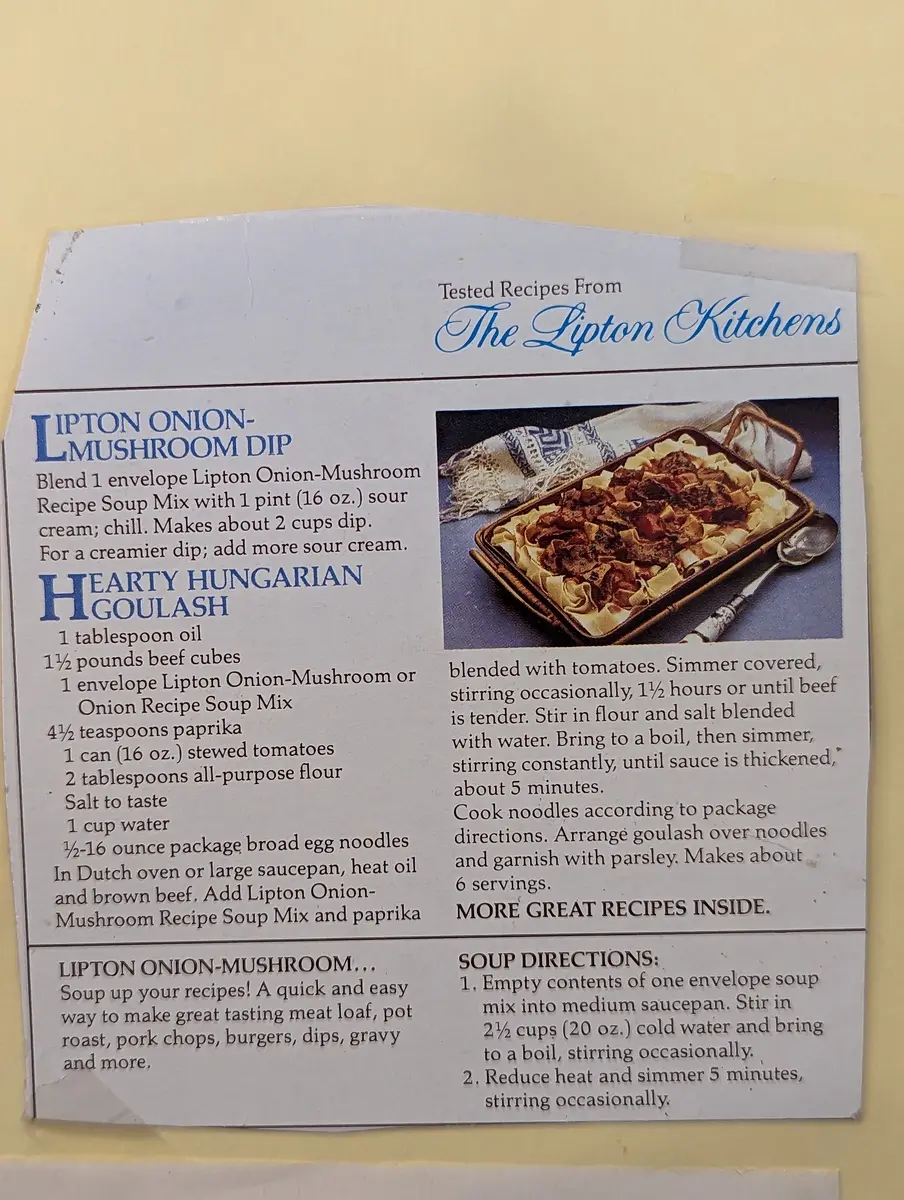 Tested Recipes From
The Lipton Kitchens
LIPTON ONION-
MUSHROOM DIP
Blend 1 envelope Lipton Onion-Mushroom
Recipe Soup Mix with 1 pint (16 oz.) sour
cream; chill. Makes about 2 cups dip.
For a creamier dip; add more sour cream.
HEARTY HUNGARIAN
GOULASH
1 tablespoon oil
1½ pounds beef cubes
1 envelope Lipton Onion-Mushroom or
Onion Recipe Soup Mix
4½ teaspoons paprika
1 can (16 oz.) stewed tomatoes
2 tablespoons all-purpose flour
Salt to taste
1 cup water
½-16 ounce package broad egg noodles
In Dutch oven or large saucepan, heat oil
and brown beef. Add Lipton Onion-
Mushroom Recipe Soup Mix and paprika
blended with tomatoes. Simmer covered,
stirring occasionally, 1½ hours or until beef
is tender. Stir in flour and salt blended
with water. Bring to a boil, then simmer,
stirring constantly, until sauce is thickened,
about 5 minutes.
Cook noodles according to package
directions. Arrange goulash over noodles
and garnish with parsley. Makes about
6 servings.
MORE GREAT RECIPES INSIDE.
LIPTON ONION-MUSHROOM...
Soup up your recipes! A quick and easy
way to make great tasting meat loaf, pot
roast, pork chops, burgers, dips, gravy
and more.
SOUP DIRECTIONS:
1. Empty contents of one envelope soup
mix into medium saucepan. Stir in
2½ cups (20 oz.) cold water and bring
to a boil, stirring occasionally.
2. Reduce heat and simmer 5 minutes,
stirring occasionally.